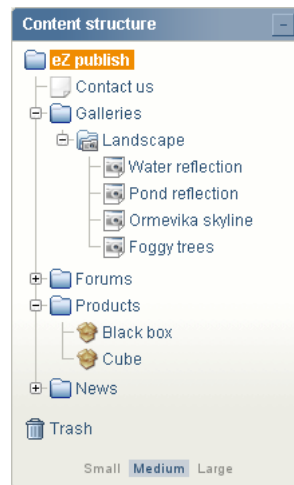 Content structure
eZ publish
Contact us
Galleries
Landscape
Water reflection
Pond reflection
Ormevika skyline
Foggy trees
Forums
Products
Black box
Cube
News
Trash
Small Medium Large